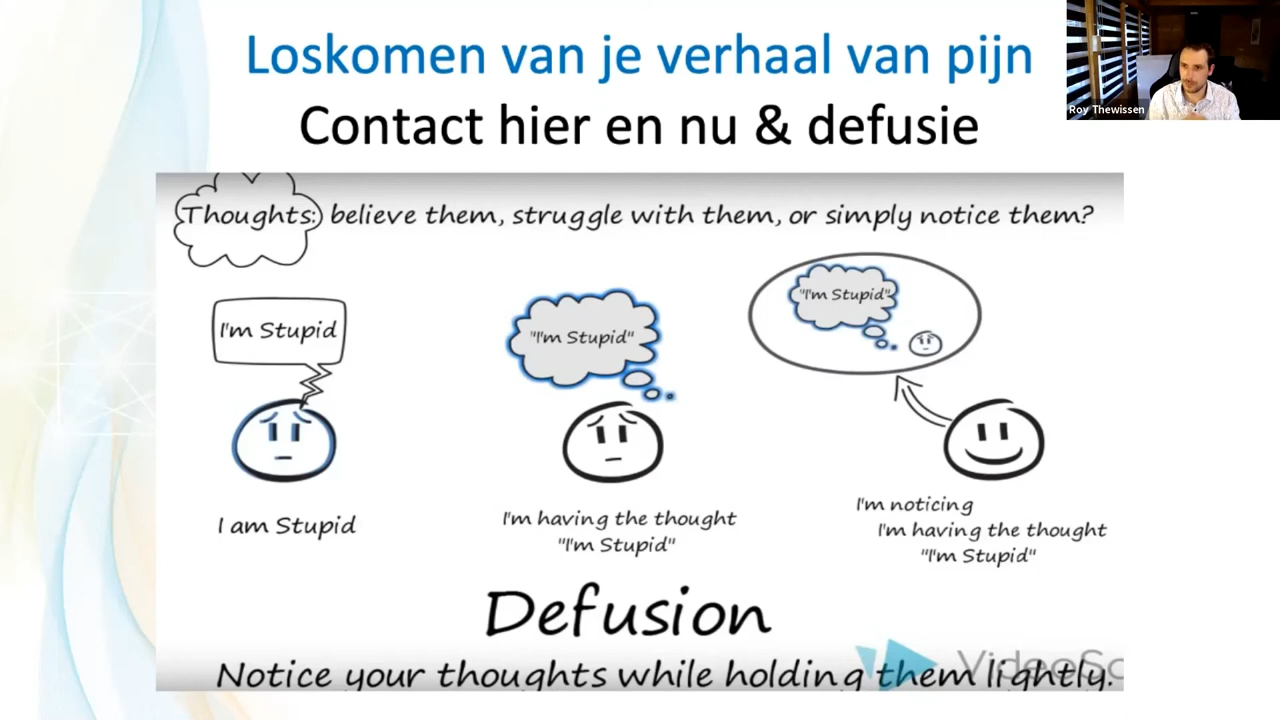 Loskomen van je verhaal van pijn
Contact hier en nu & defusie
Roy Thewissen
Thoughts: believe them, struggle with them, or simply notice them?
I'm Stupid
"I'm Stupid"
"I'm Stupid"
I am Stupid
I'm having the thought
"I'm Stupid"
I'm noticing
I'm having the thought
"I'm Stupid"
Defusion
Notice your thoughts while holding them lightly.